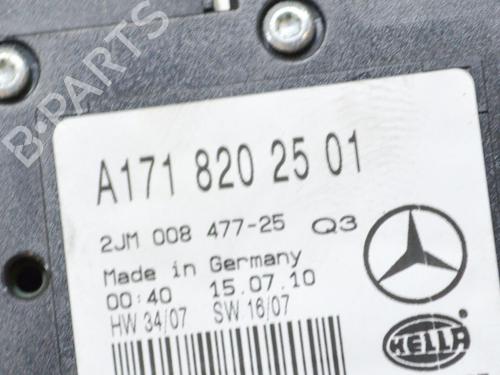 B-PARTS
A171 820 25 01
2JM 008 477-25 Q3
Made in Germany
00:40 15.07.10
HW 34/07 SW 16/07
HELLA